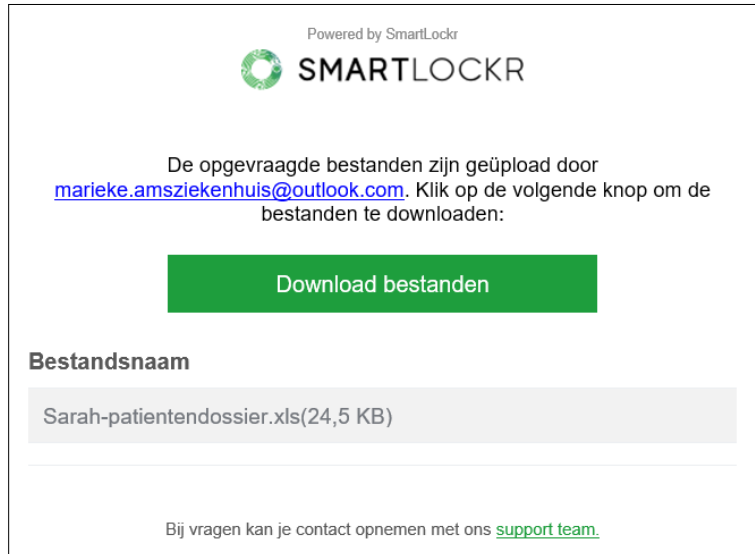 Powered by SmartLockr
SMARTLOCKR
De opgevraagde bestanden zijn geüpload door
marieke.amsziekenhuis@outlook.com. Klik op de volgende knop om de
bestanden te downloaden:
Download bestanden
Bestandsnaam
Sarah-patientendossier.xls(24,5 KB)
Bij vragen kan je contact opnemen met ons support team.